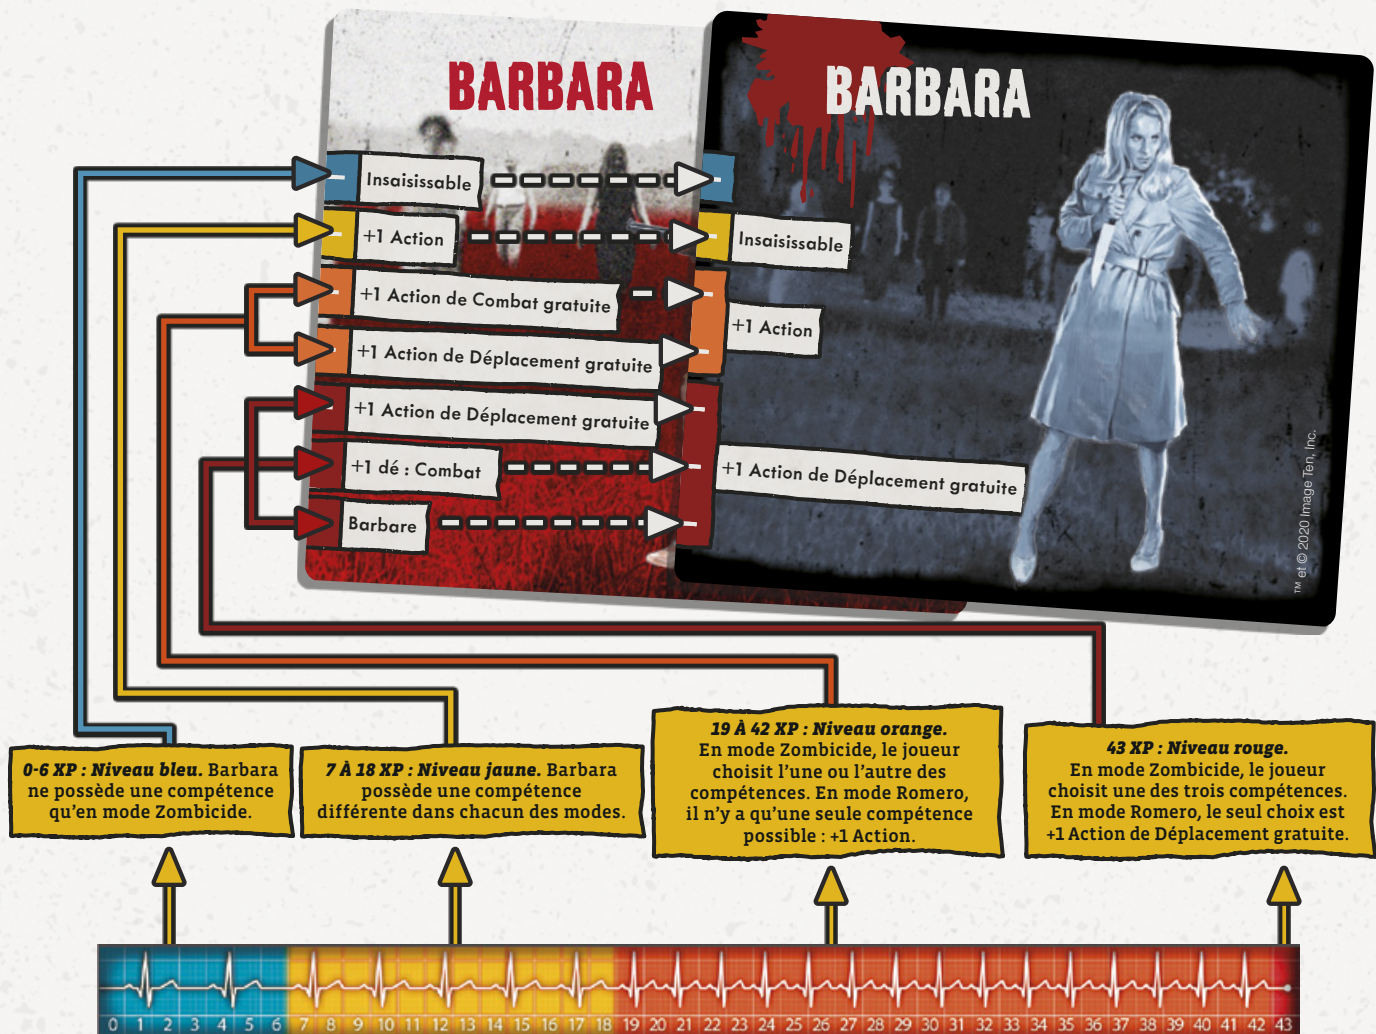 BARBARA
Insaisissable
+1 Action
+1 Action de Combat gratuite
+1 Action de Déplacement gratuite
+1 Action de Déplacement gratuite
+1 dé : Combat
Barbare
BARBARA
Insaisissable
+1 Action
+1 Action de Déplacement gratuite
™ et © 2020 Image Ten, Inc.
0-6 XP : Niveau bleu. Barbara
ne possède une compétence
qu'en mode Zombicide.
7 À 18 XP : Niveau jaune. Barbara
possède une compétence
différente dans chacun des modes.
19 À 42 XP : Niveau orange.
En mode Zombicide, le joueur
choisit l'une ou l'autre des
compétences. En mode Romero,
il n'y a qu'une seule compétence
possible : +1 Action.
43 XP : Niveau rouge.
En mode Zombicide, le joueur
choisit une des trois compétences.
En mode Romero, le seul choix est
+1 Action de Déplacement gratuite.
0 1 2 3 4 5 6 7 8 9 10 11 12 13 14 15 16 17 18 19 20 21 22 23 24 25 26 27 28 29 30 31 32 33 34 35 36 37 38 39 40 41 42 43